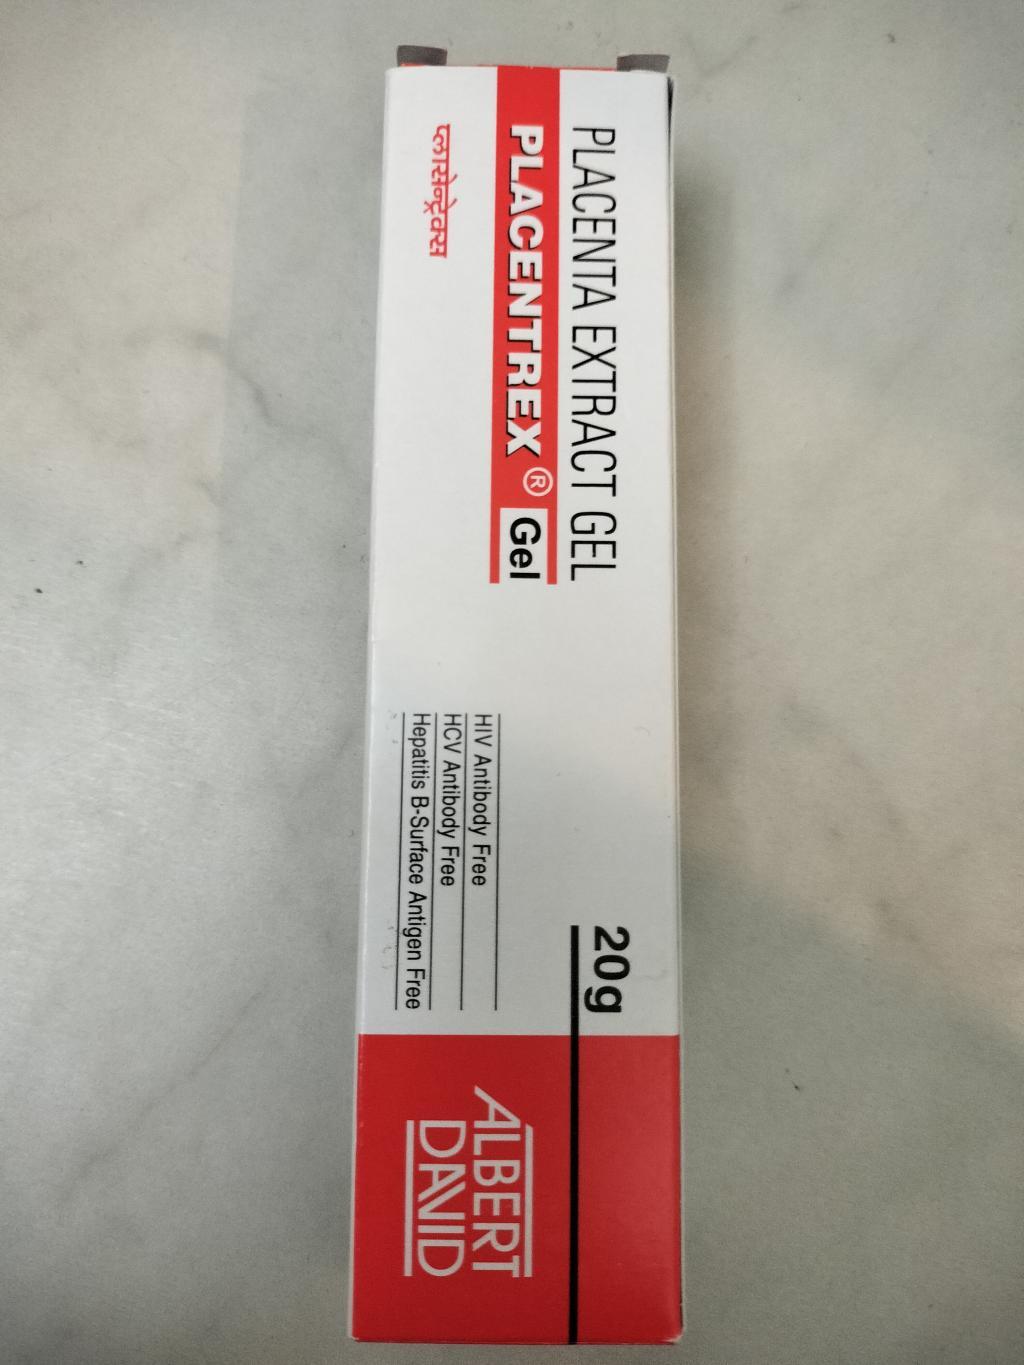 PLACENTA EXTRACT GEL
PLACENTREX® Gel
प्लासेन्ट्रेक्स
20g
HIV Antibody Free
HCV Antibody Free
Hepatitis B-Surface Antigen Free
ALBERT
DAVID